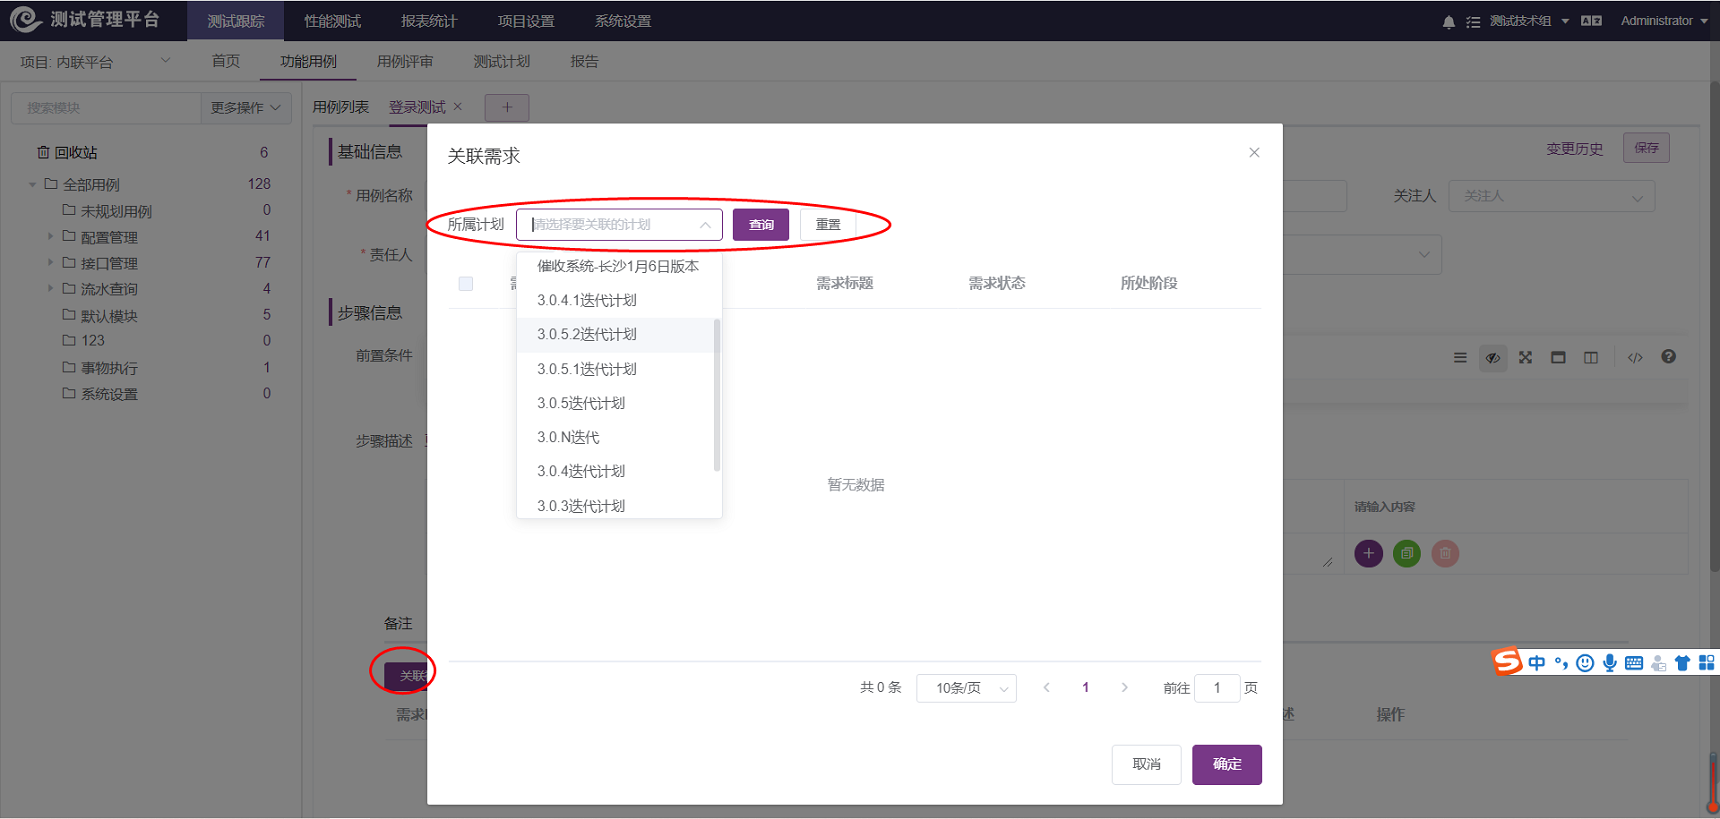 测试管理平台 测试跟踪 性能测试 报表统计 项目设置 系统设置 测试技术组 Administrator
项目: 内联平台 首页 功能用例 用例评审 测试计划 报告
搜索模块 更多操作
回收站 6
全部用例 128
未规划用例 0
配置管理 41
接口管理 77
流水查询 4
默认模块 5
123 0
事物执行 1
系统设置 0
用例列表 登录测试 × +
基础信息 变更历史 保存
* 用例名称 关注人 关注人
* 责任人
步骤信息
前置条件
步骤描述
请输入内容
备注
关联
需求
操作
关联需求
所属计划 请选择要关联的计划 查询 重置
需求标题 需求状态 所处阶段
催收系统-长沙1月6日版本
3.0.4.1迭代计划
3.0.5.2迭代计划
3.0.5.1迭代计划
3.0.5迭代计划
3.0.N迭代
3.0.4迭代计划
3.0.3迭代计划
暂无数据
共 0 条 10条/页 1 前往 1 页
取消 确定
中